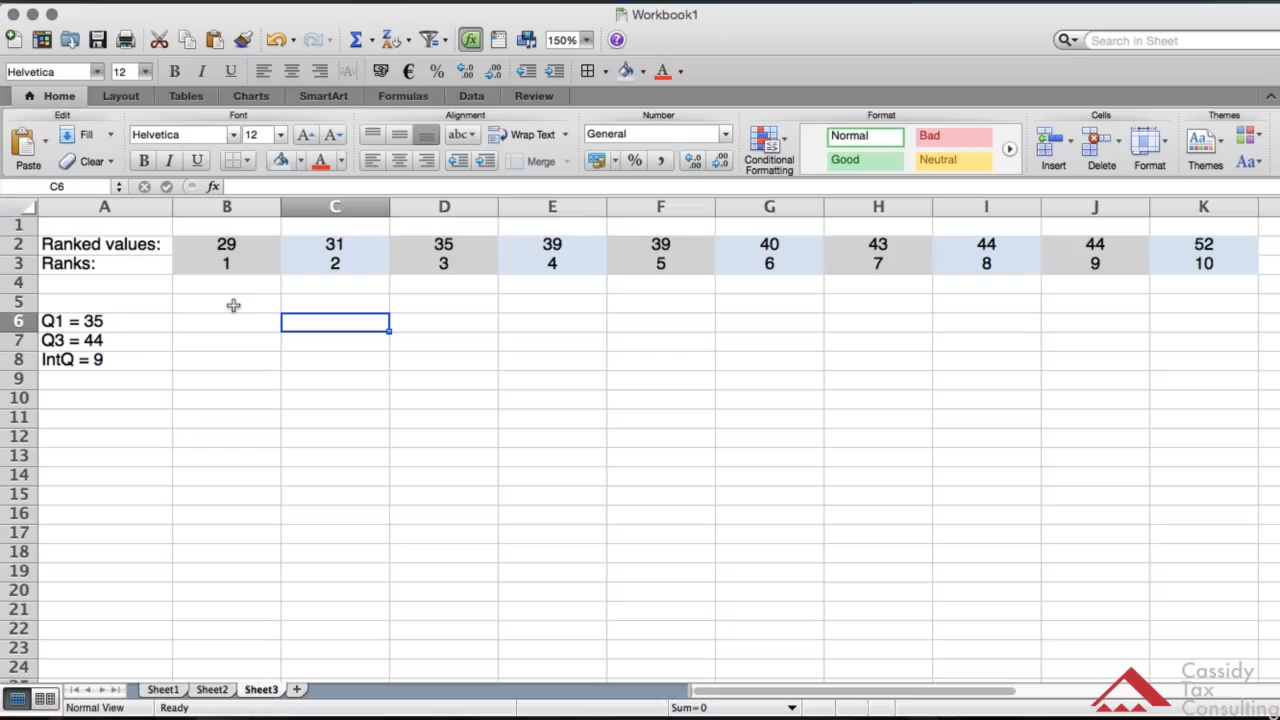 Workbook1
150%
Search in Sheet
Helvetica 12 B I U
Home Layout Tables Charts SmartArt Formulas Data Review
Edit Font Alignment Number Format Cells Themes
Fill Helvetica 12 A A abc Wrap Text General Normal Bad
Paste Clear B I U A Merge % Conditional Formatting Good Neutral Insert Delete Format Themes Aa
C6 fx
A B C D E F G H I J K
1
2 Ranked values: 29 31 35 39 39 40 43 44 44 52
3 Ranks: 1 2 3 4 5 6 7 8 9 10
4
5
6 Q1 = 35
7 Q3 = 44
8 IntQ = 9
9
10
11
12
13
14
15
16
17
18
19
20
21
22
23
24
Sheet1 Sheet2 Sheet3 +
Normal View Ready Sum=0
Cassidy
Tax
Consulting